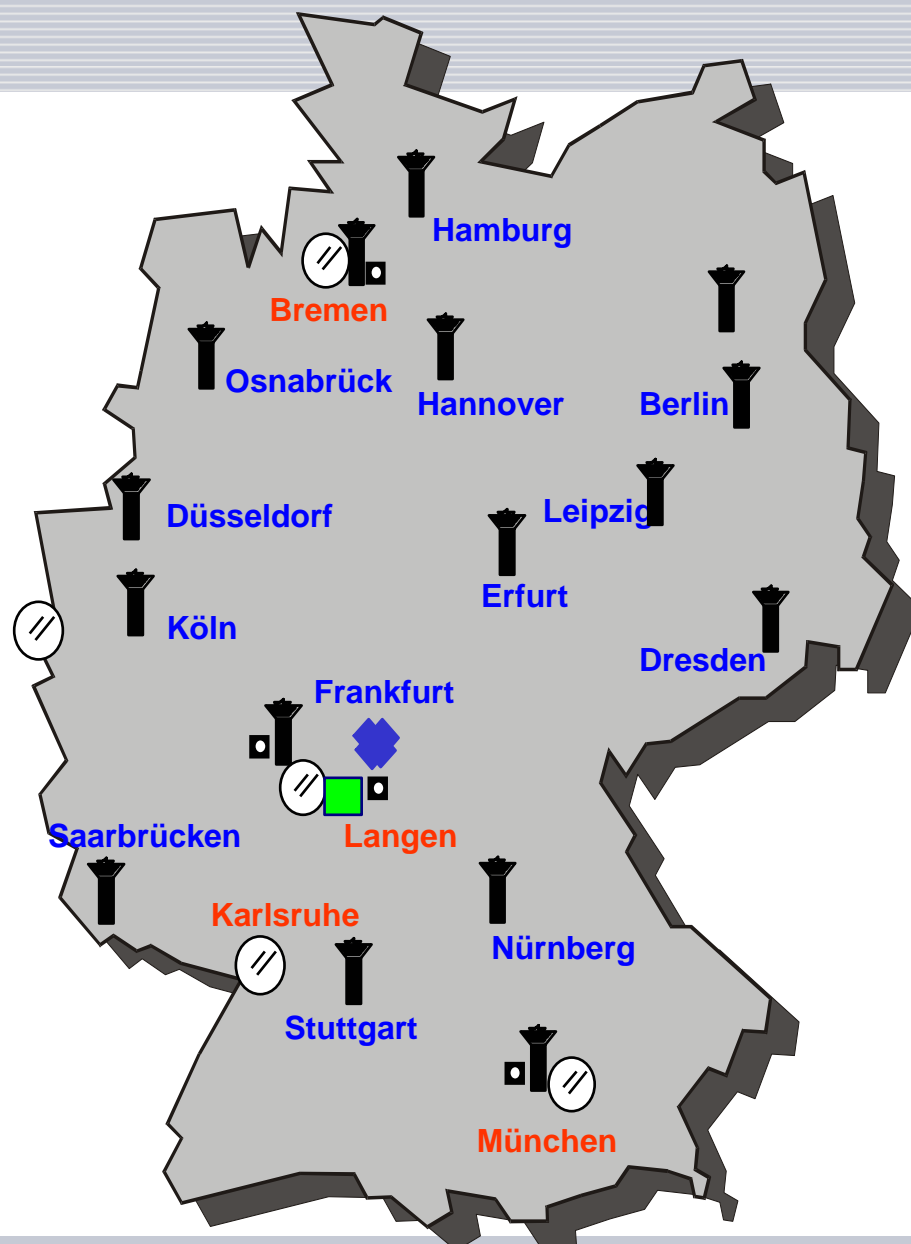 Hamburg
Bremen
Osnabrück
Hannover
Berlin
Düsseldorf
Leipzig
Erfurt
Köln
Dresden
Frankfurt
Langen
Saarbrücken
Karlsruhe
Nürnberg
Stuttgart
München